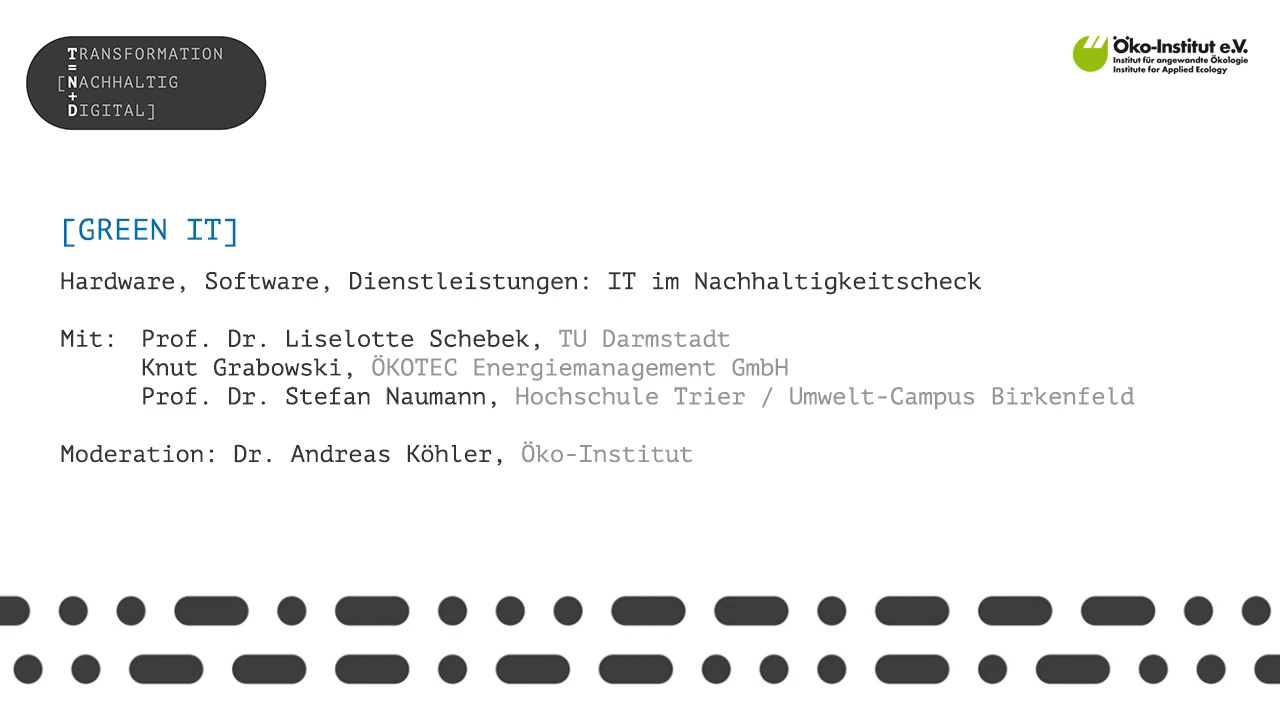 TRANSFORMATION
=
[NACHHALTIG
+
DIGITAL]
Öko-Institut e.V.
Institut für angewandte Ökologie
Institute for Applied Ecology
[GREEN IT]
Hardware, Software, Dienstleistungen: IT im Nachhaltigkeitscheck
Mit: Prof. Dr. Liselotte Schebek, TU Darmstadt
Knut Grabowski, ÖKOTEC Energiemanagement GmbH
Prof. Dr. Stefan Naumann, Hochschule Trier / Umwelt-Campus Birkenfeld
Moderation: Dr. Andreas Köhler, Öko-Institut